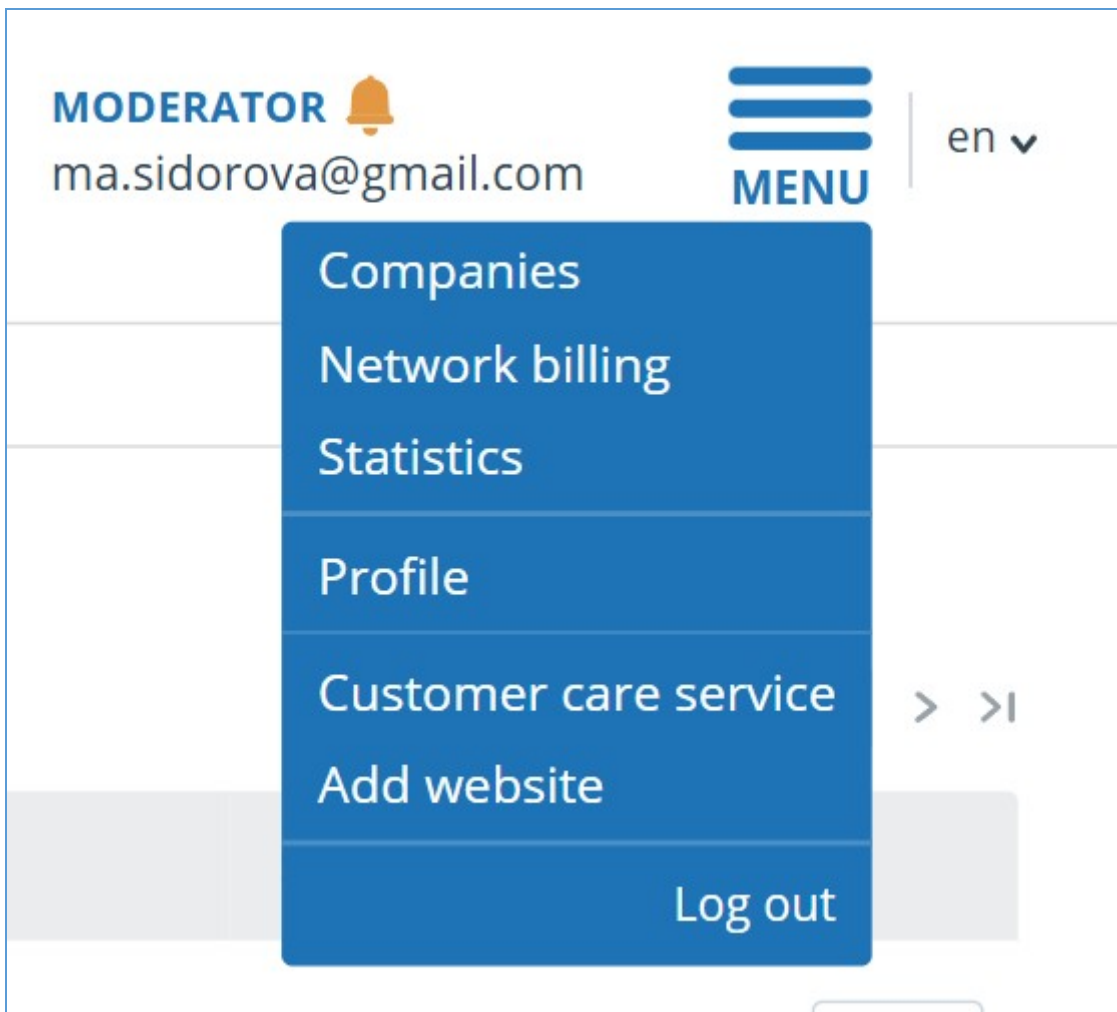 MODERATOR
ma.sidorova@gmail.com
MENU
en
Companies
Network billing
Statistics
Profile
Customer care service
Add website
Log out